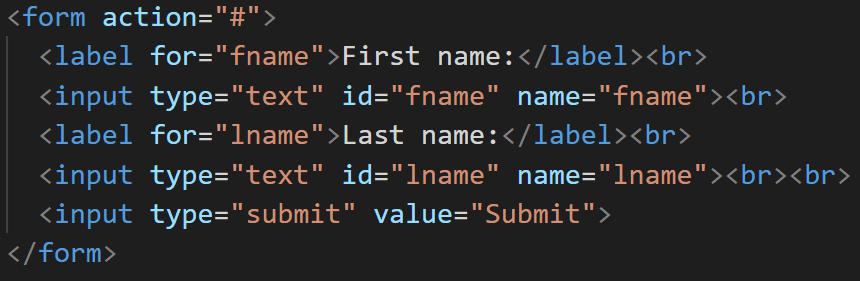 <form action="#">
  <label for="fname">First name:</label><br>
  <input type="text" id="fname" name="fname"><br>
  <label for="lname">Last name:</label><br>
  <input type="text" id="lname" name="lname"><br><br>
  <input type="submit" value="Submit">
</form>